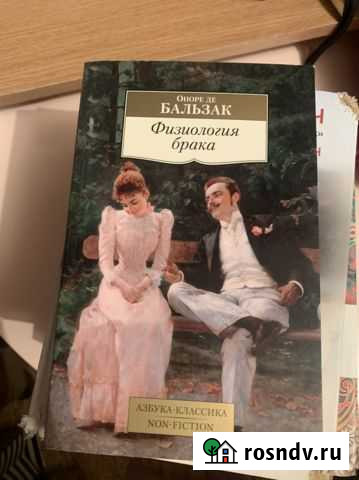 Оноре де
БАЛЬЗАК
Физиология
брака
АЗБУКА-КЛАССИКА
NON-FICTION
rosndv.ru